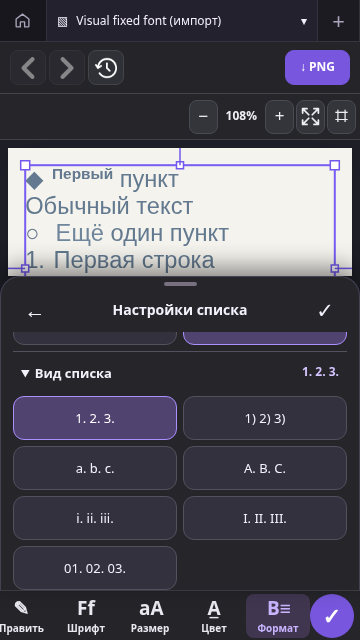 Visual fixed font (импорт)
↓ PNG
108%
◆ Первый пункт
Обычный текст
○ Ещё один пункт
1. Первая строка
Настройки списка
▼ Вид списка 1. 2. 3.
1. 2. 3. 1) 2) 3)
a. b. c. A. B. C.
i. ii. iii. I. II. III.
01. 02. 03.
Ff аА A B≡
Править Шрифт Размер Цвет Формат